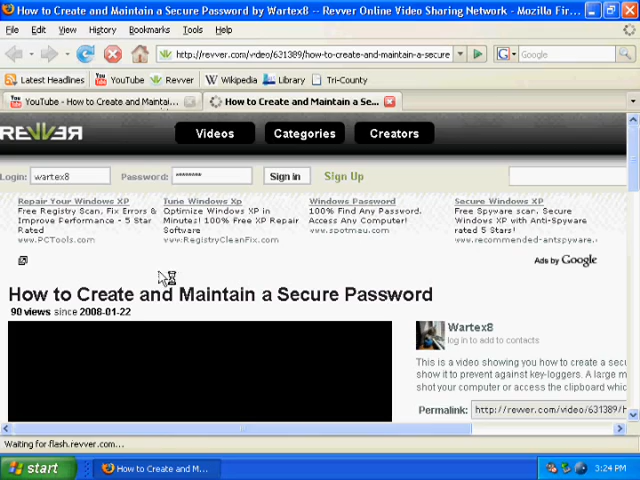 How to Create and Maintain a Secure Password by Wartex8 -- Revver Online Video Sharing Network - Mozilla Fir...
File Edit View History Bookmarks Tools Help
http://revver.com/video/631389/how-to-create-and-maintain-a-secure
Google
Latest Headlines YouTube Revver Wikipedia Library Tri-County
YouTube - How to Create and Maintai... How to Create and Maintain a Se...
REVVER Videos Categories Creators
Login: wartex8 Password: ******** Sign in Sign Up
Repair Your Windows XP
Free Registry Scan, Fix Errors &
Improve Performance - 5 Star
Rated
www.PCTools.com
Tune Windows Xp
Optimize Windows XP in
Minutes! 100% Free XP Repair
Software
www.RegistryCleanFix.com
Windows Password
100% Find Any Password.
Access Any Computer!
www.spotmau.com
Secure Windows XP
Free Spyware scan. Secure
Windows XP with Anti-Spyware
rated 5 Stars!
www.recommended-antispyware.c
Ads by Google
How to Create and Maintain a Secure Password
90 views since 2008-01-22
Wartex8
log in to add to contacts
This is a video showing you how to create a secu
show it to prevent against key-loggers. A large m
shot your computer or access the clipboard whic
Permalink: http://revver.com/video/631389/h
Waiting for flash.revver.com...
start How to Create and M... 3:24 PM